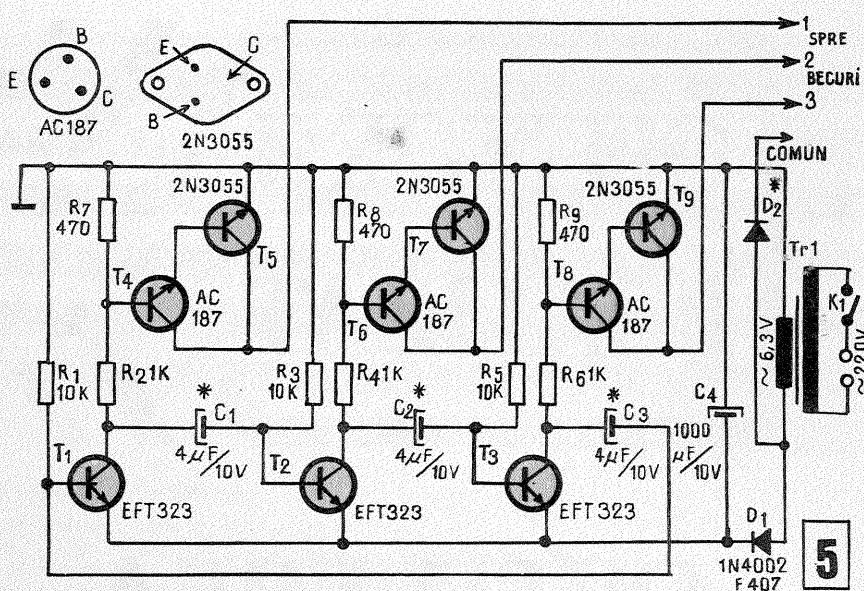 B
E
C
AC187
E
C
B
2N3055
1
SPRE
2
BECURI
3
COMUN
2N3055
2N3055
2N3055
R7
470
R8
470
R9
470
T5
T7
T9
D2
*
Tr1
T4
AC
187
T6
AC
187
T8
AC
187
K1
~6,3V
~220V
R1
10K
R2 1K
R3
10K
R4 1K
R5
10K
R6 1K
*
C1
4µF/10V
*
C2
4µF/10V
*
C3
4µF/10V
C4
1000
µF/10V
T1
T2
T3
EFT323
EFT323
EFT323
D1
1N4002
F407
5